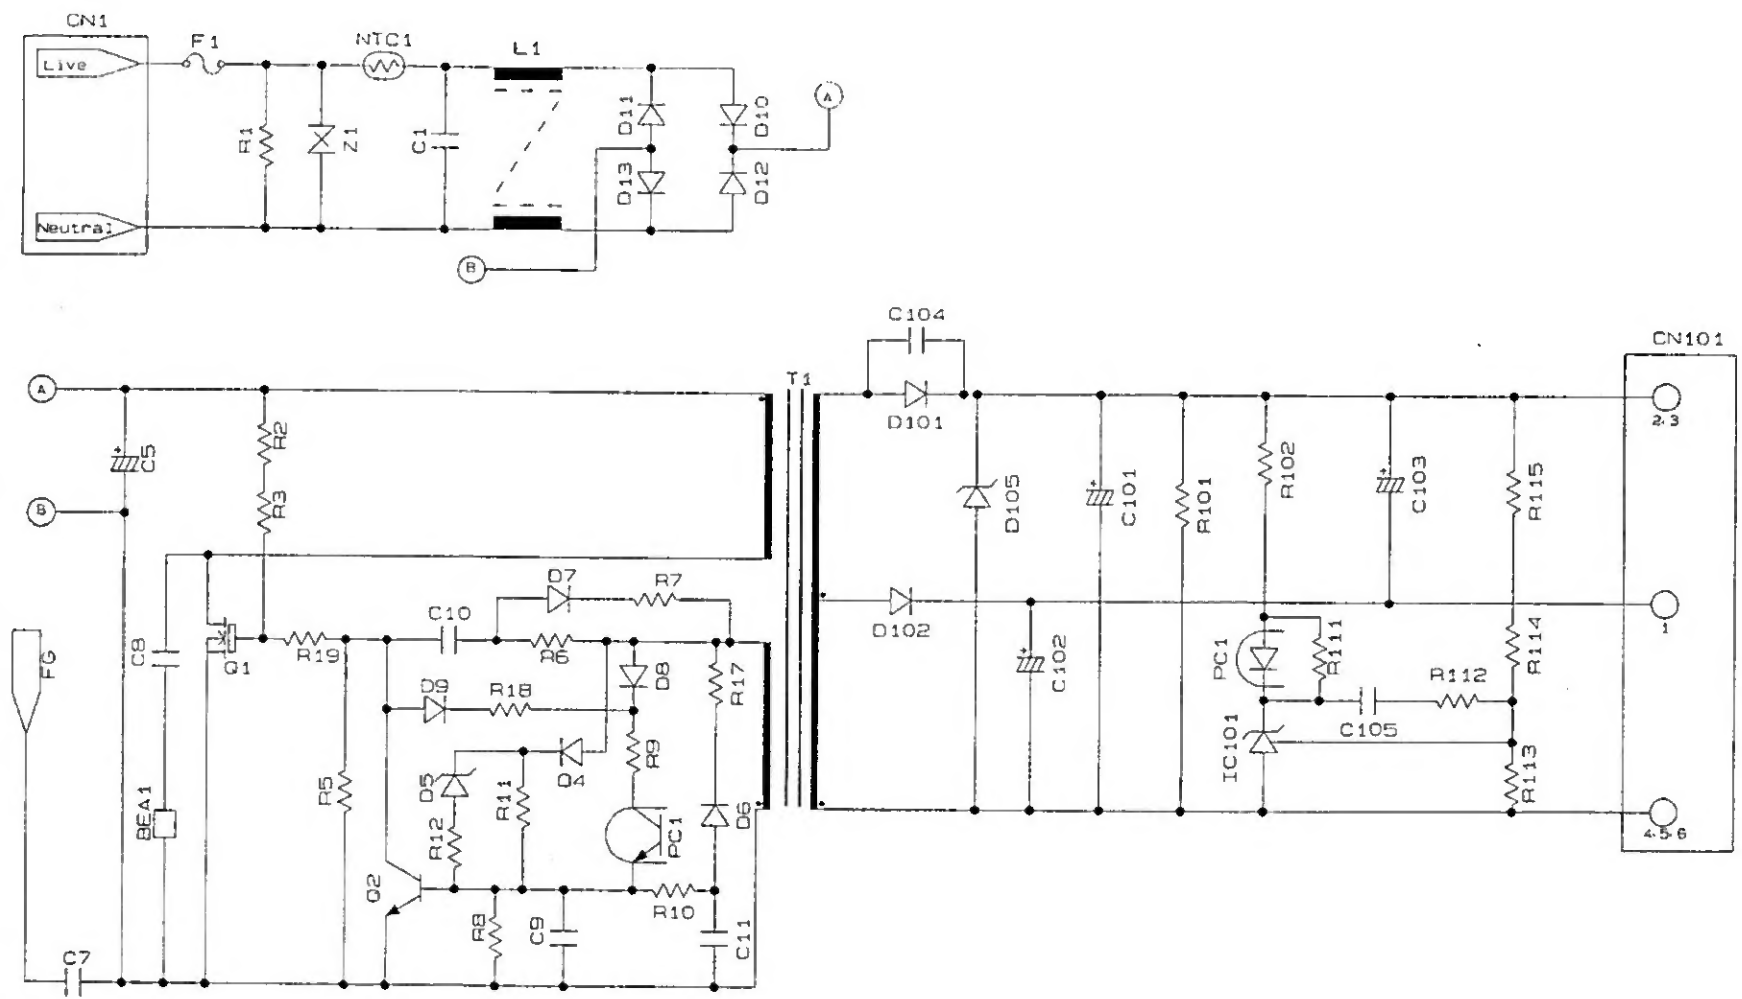 CN1
F1
NTC1
L1
Live
R1
Z1
C1
D11
D10
A
D13
D12
Neutral
B
C104
CN101
A
T1
D101
2.3
R2
C5
R3
B
D105
C101
R101
R102
C103
R115
D7
R7
C10
D102
1
FG
C8
Q1
R19
R6
D8
R17
C102
PC1
R111
R114
D9
R18
R112
C105
R9
IC101
D5
D4
R11
R5
R113
BEA1
R12
PC1
D6
4.5.6
Q2
R10
R8
C9
C11
C7